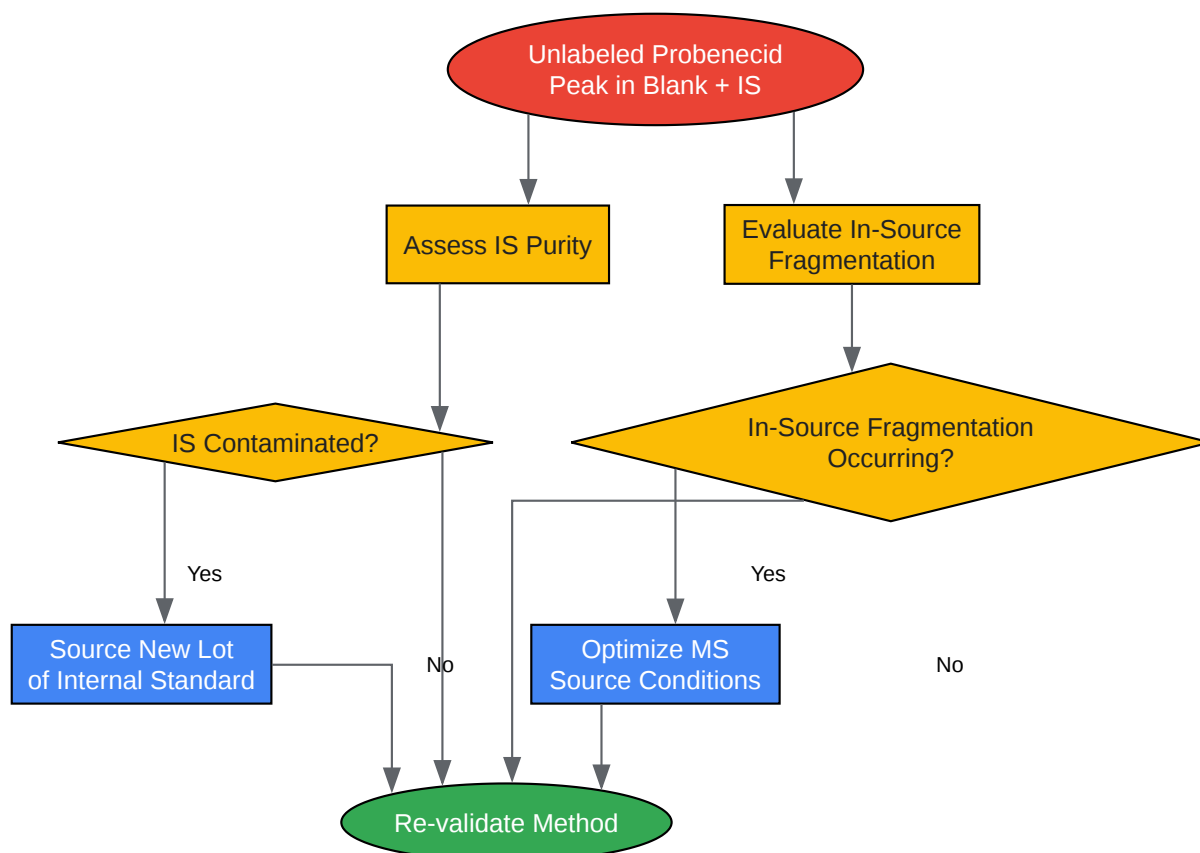 Unlabeled Probenecid
Peak in Blank + IS
Assess IS Purity
Evaluate In-Source
Fragmentation
IS Contaminated?
In-Source Fragmentation
Occurring?
Yes
Yes
Source New Lot
of Internal Standard
No
Optimize MS
Source Conditions
No
Re-validate Method